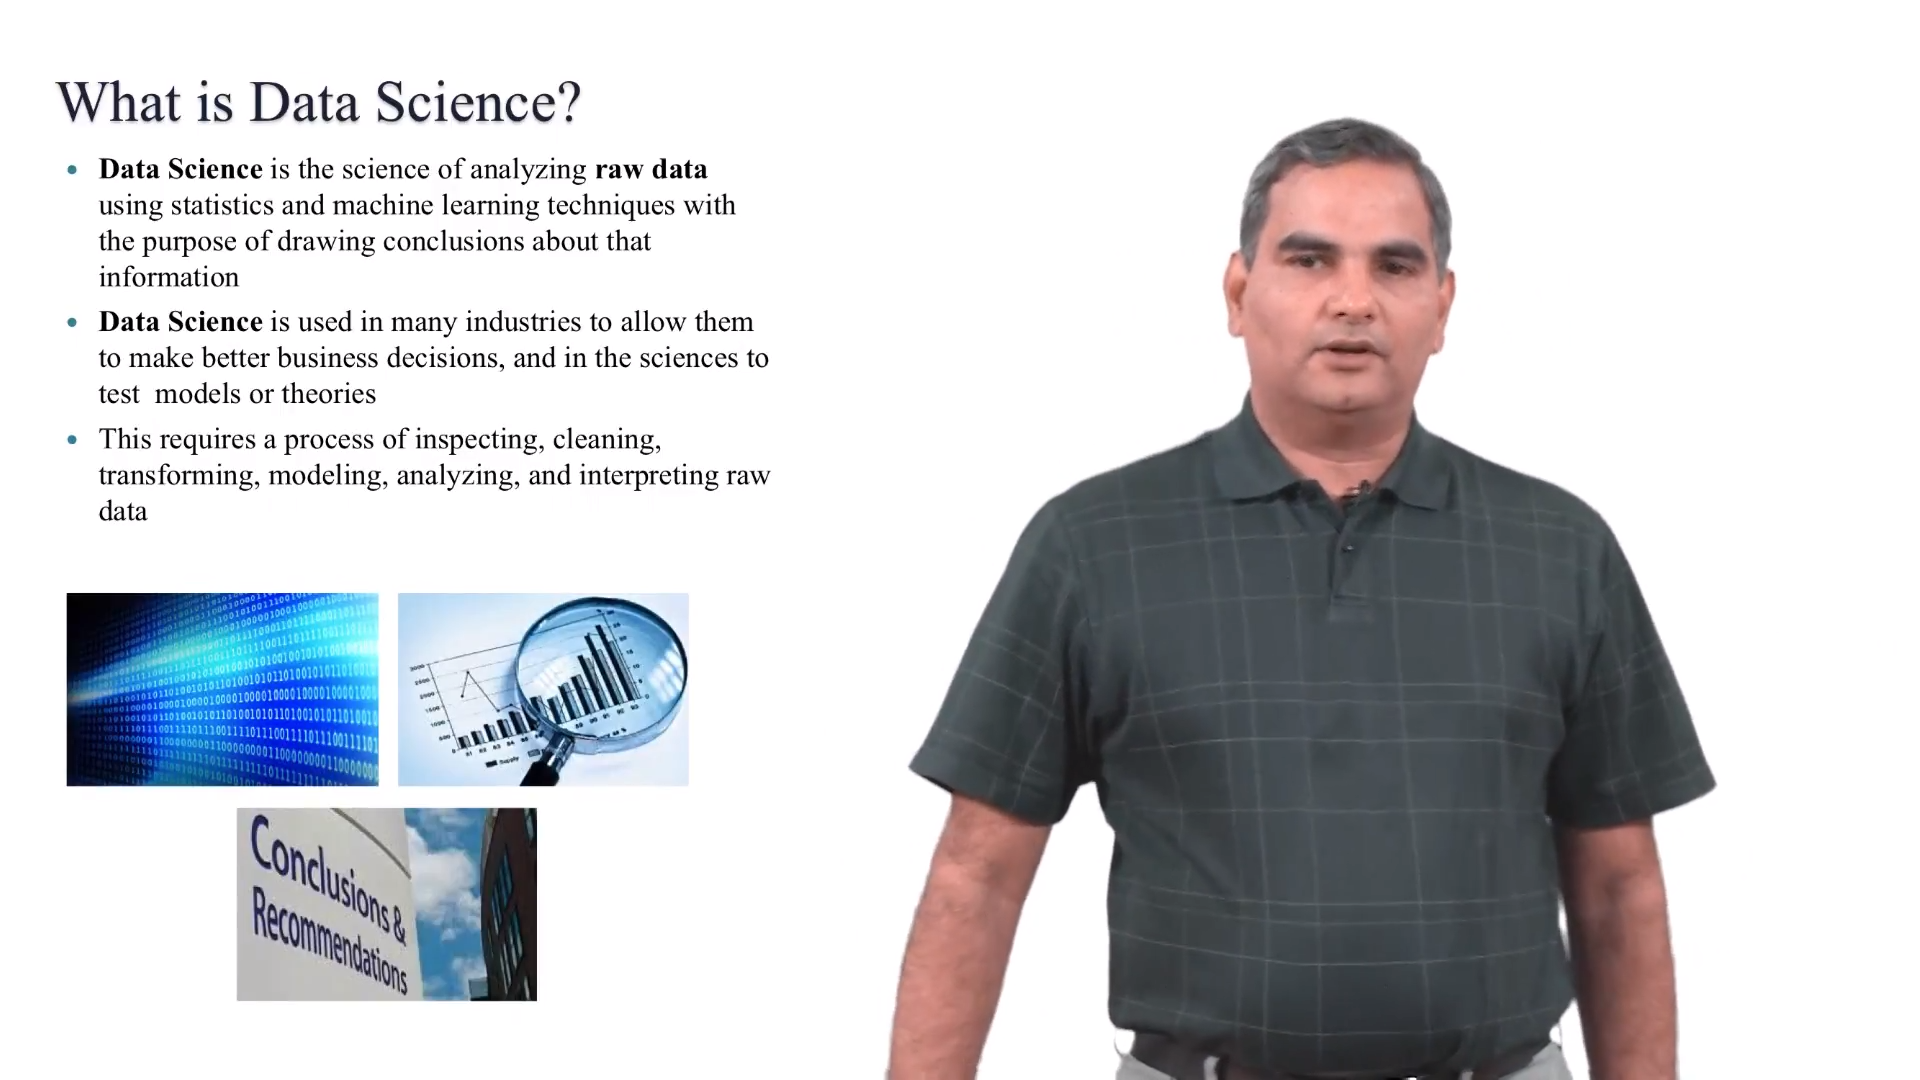 What is Data Science?
• Data Science is the science of analyzing raw data
using statistics and machine learning techniques with
the purpose of drawing conclusions about that
information
• Data Science is used in many industries to allow them
to make better business decisions, and in the sciences to
test  models or theories
• This requires a process of inspecting, cleaning,
transforming, modeling, analyzing, and interpreting raw
data
Supply
Conclusions &
Recommendations